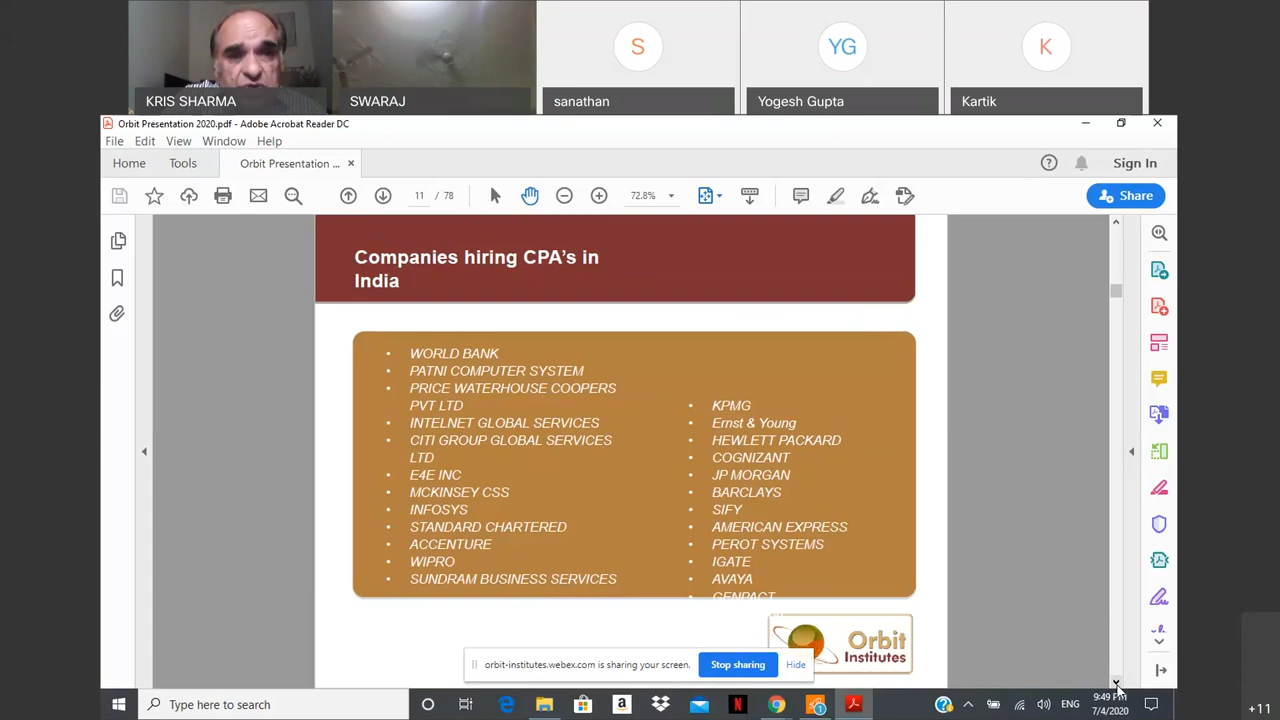 S
YG
K
KRIS SHARMA
SWARAJ
sanathan
Yogesh Gupta
Kartik
Orbit Presentation 2020.pdf - Adobe Acrobat Reader DC
File Edit View Window Help
Home Tools Orbit Presentation ... ×
Sign In
11 / 78
72.8%
Share
Companies hiring CPA's in
India
• WORLD BANK
• PATNI COMPUTER SYSTEM
• PRICE WATERHOUSE COOPERS
PVT LTD
• INTELNET GLOBAL SERVICES
• CITI GROUP GLOBAL SERVICES
LTD
• E4E INC
• MCKINSEY CSS
• INFOSYS
• STANDARD CHARTERED
• ACCENTURE
• WIPRO
• SUNDRAM BUSINESS SERVICES
• KPMG
• Ernst & Young
• HEWLETT PACKARD
• COGNIZANT
• JP MORGAN
• BARCLAYS
• SIFY
• AMERICAN EXPRESS
• PEROT SYSTEMS
• IGATE
• AVAYA
• GENPACT
Orbit
Institutes
orbit-institutes.webex.com is sharing your screen.
Stop sharing
Hide
Type here to search
ENG
9:49 PM
7/4/2020
+11